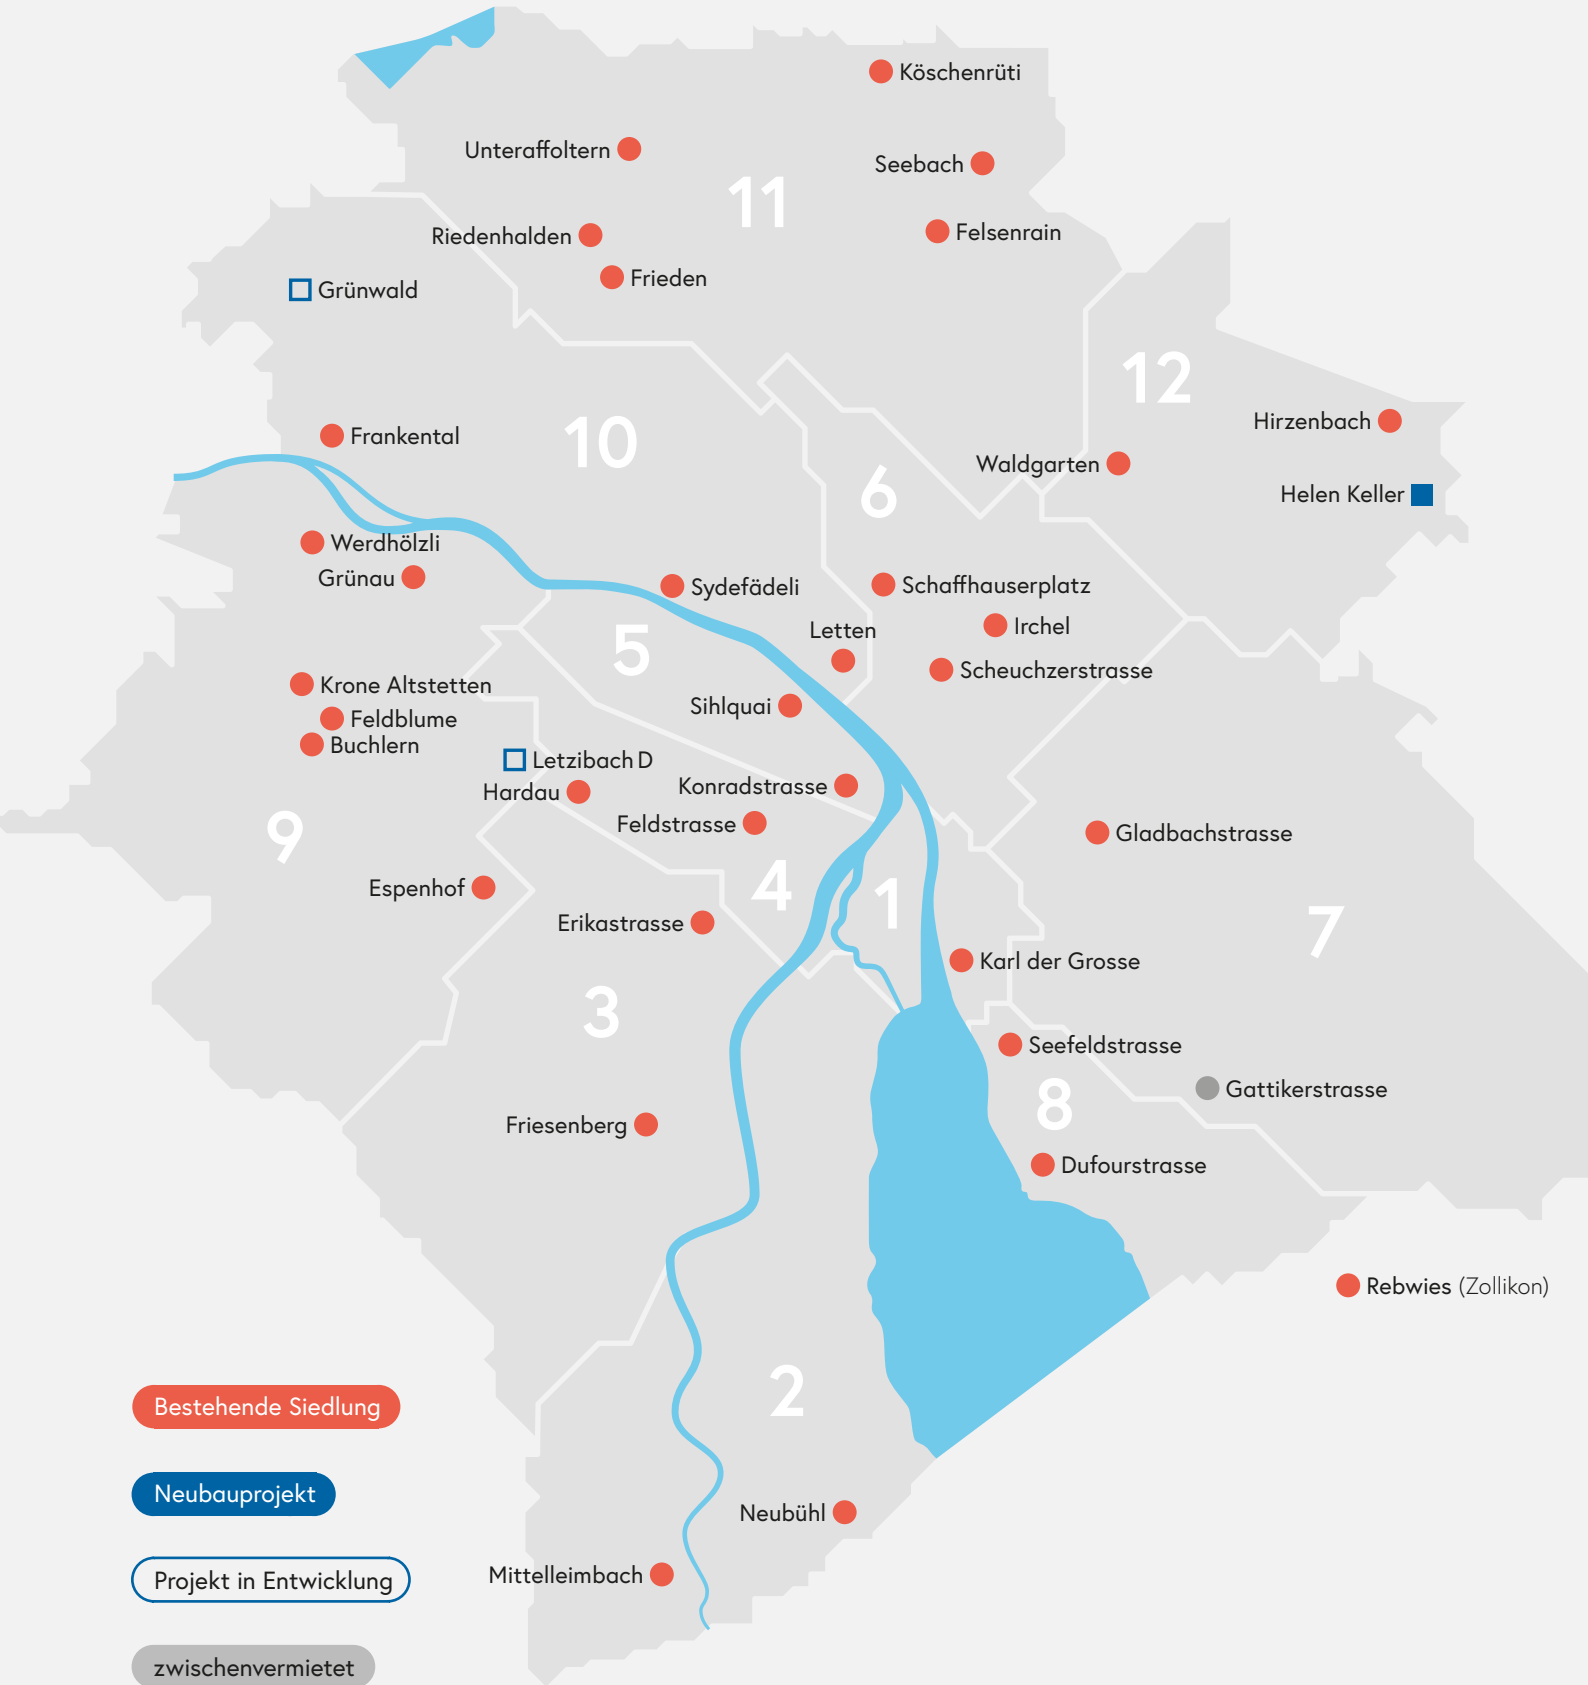 Köschenrüti
Unteraffoltern
Seebach
11
Riedenhalden
Felsenrain
Frieden
Grünwald
12
Hirzenbach
Frankental
10
Waldgarten
6
Helen Keller
Werdhölzli
Grünau
Sydefädeli
Schaffhauserplatz
Letten
Irchel
5
Scheuchzerstrasse
Krone Altstetten
Sihlquai
Feldblume
Buchlern
Letzibach D
Hardau
Konradstrasse
Feldstrasse
Gladbachstrasse
9
Espenhof
4
1
Erikastrasse
7
Karl der Grosse
3
Seefeldstrasse
Gattikerstrasse
8
Friesenberg
Dufourstrasse
Rebwies (Zollikon)
2
Bestehende Siedlung
Neubauprojekt
Neubühl
Mittelleimbach
Projekt in Entwicklung
zwischenvermietet